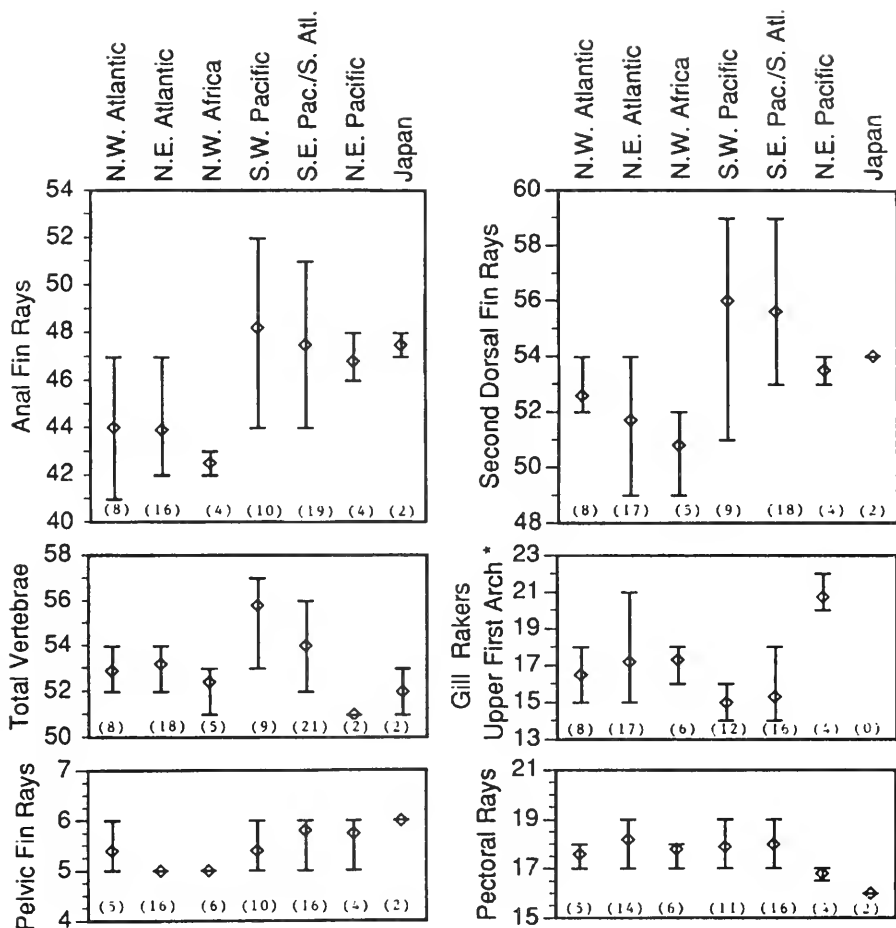 N.W. Atlantic
N.E. Atlantic
N.W. Africa
S.W. Pacific
S.E. Pac./S. Atl.
N.E. Pacific
Japan
N.W. Atlantic
N.E. Atlantic
N.W. Africa
S.W. Pacific
S.E. Pac./S. Atl.
N.E. Pacific
Japan
Anal Fin Rays
54
52
50
48
46
44
42
40
(8) (16) (4) (10) (19) (4) (2)
Second Dorsal Fin Rays
60
58
56
54
52
50
48
(8) (17) (5) (9) (18) (4) (2)
Total Vertebrae
58
56
54
52
50
(8) (18) (5) (9) (21) (2) (2)
Gill Rakers
Upper First Arch *
23
21
19
17
15
13
(8) (17) (6) (12) (16) (4) (0)
Pelvic Fin Rays
7
6
5
4
(5) (16) (6) (10) (16) (4) (2)
Pectoral Rays
21
19
17
15
(5) (14) (6) (11) (16) (4) (2)